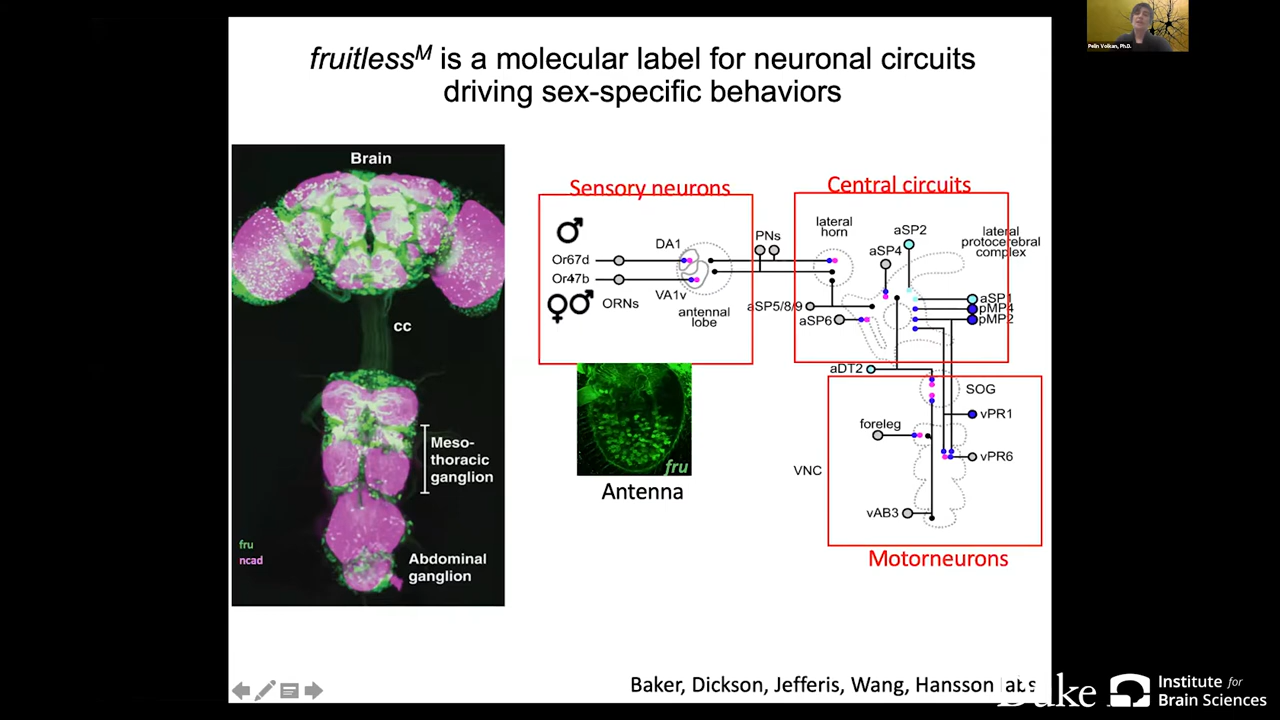 Pelin Volkan, Ph.D.
fruitlessM is a molecular label for neuronal circuits
driving sex-specific behaviors
Brain
cc
Meso-
thoracic
ganglion
fru
ncad
Abdominal
ganglion
Sensory neurons
♂
Or67d
Or47b
♀♂
ORNs
DA1
VA1v
antennal
lobe
PNs
fru
Antenna
Central circuits
lateral
horn
aSP2
aSP4
lateral
protocerebral
complex
aSP5/8/9
aSP6
aSP1
pMP4
pMP2
aDT2
SOG
vPR1
foreleg
vPR6
VNC
vAB3
Motorneurons
Baker, Dickson, Jefferis, Wang, Hansson labs
Duke
Institute for
Brain Sciences